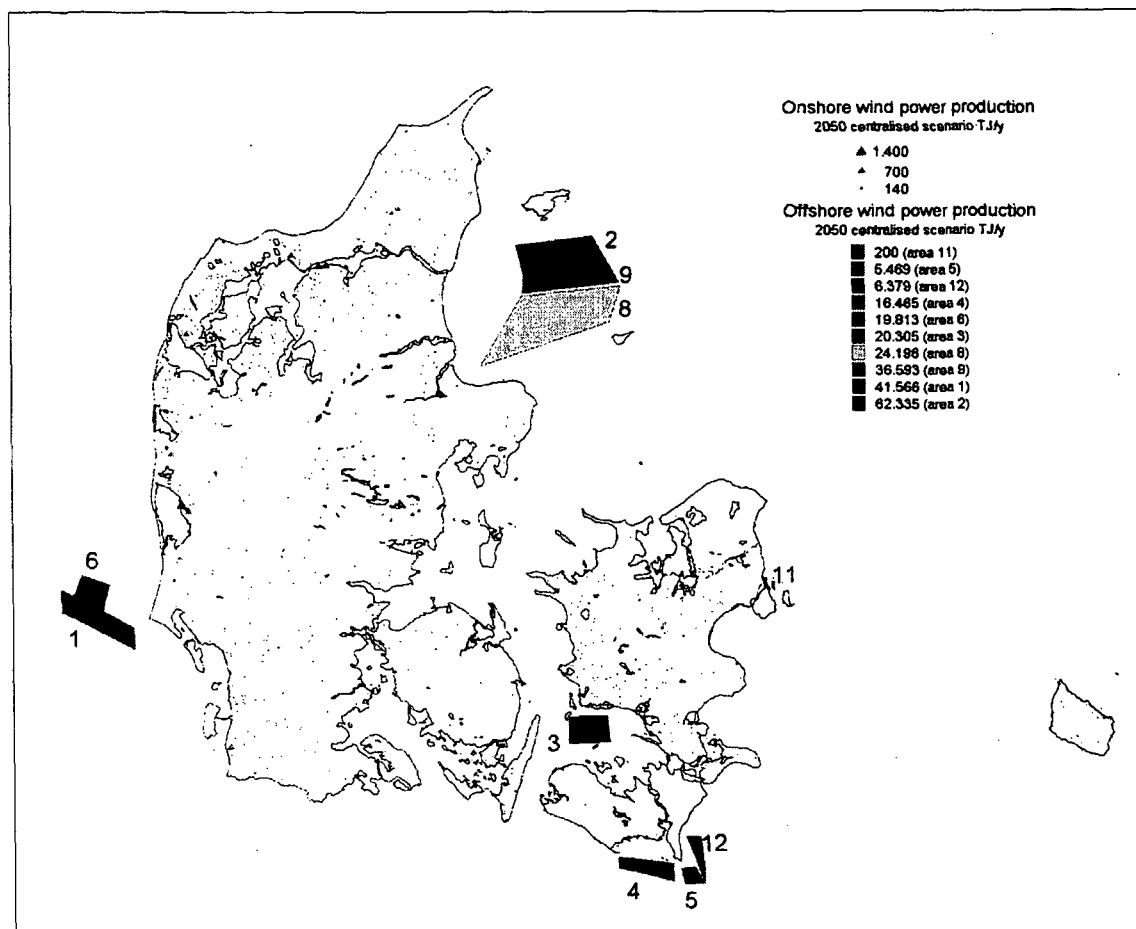 Onshore wind power production
2050 centralised scenario TJ/y
1.400
700
140
Offshore wind power production
2050 centralised scenario TJ/y
200 (area 11)
5.469 (area 5)
6.379 (area 12)
16.465 (area 4)
19.813 (area 6)
20.305 (area 3)
24.196 (area 8)
36.593 (area 9)
41.566 (area 1)
62.335 (area 2)
2
9
8
6
1
11
3
12
4
5